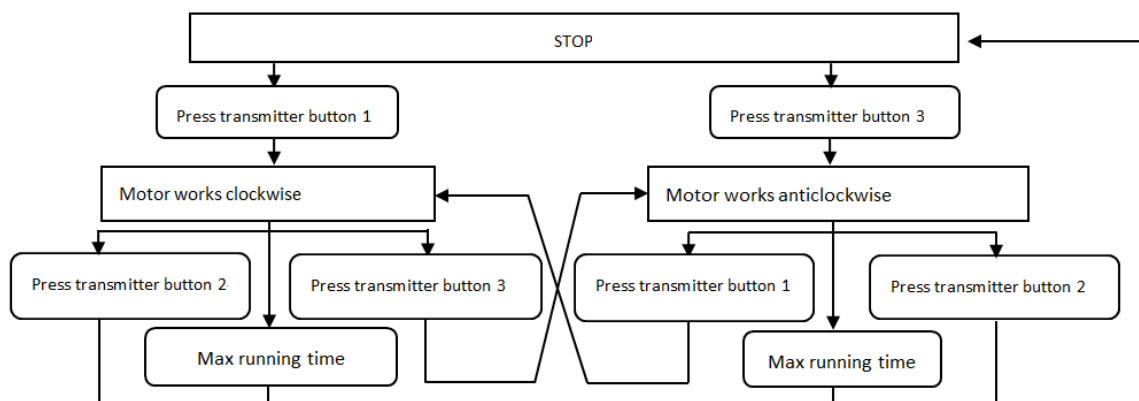 STOP
Press transmitter button 1
Press transmitter button 3
Motor works clockwise
Motor works anticlockwise
Press transmitter button 2
Press transmitter button 3
Press transmitter button 1
Press transmitter button 2
Max running time
Max running time